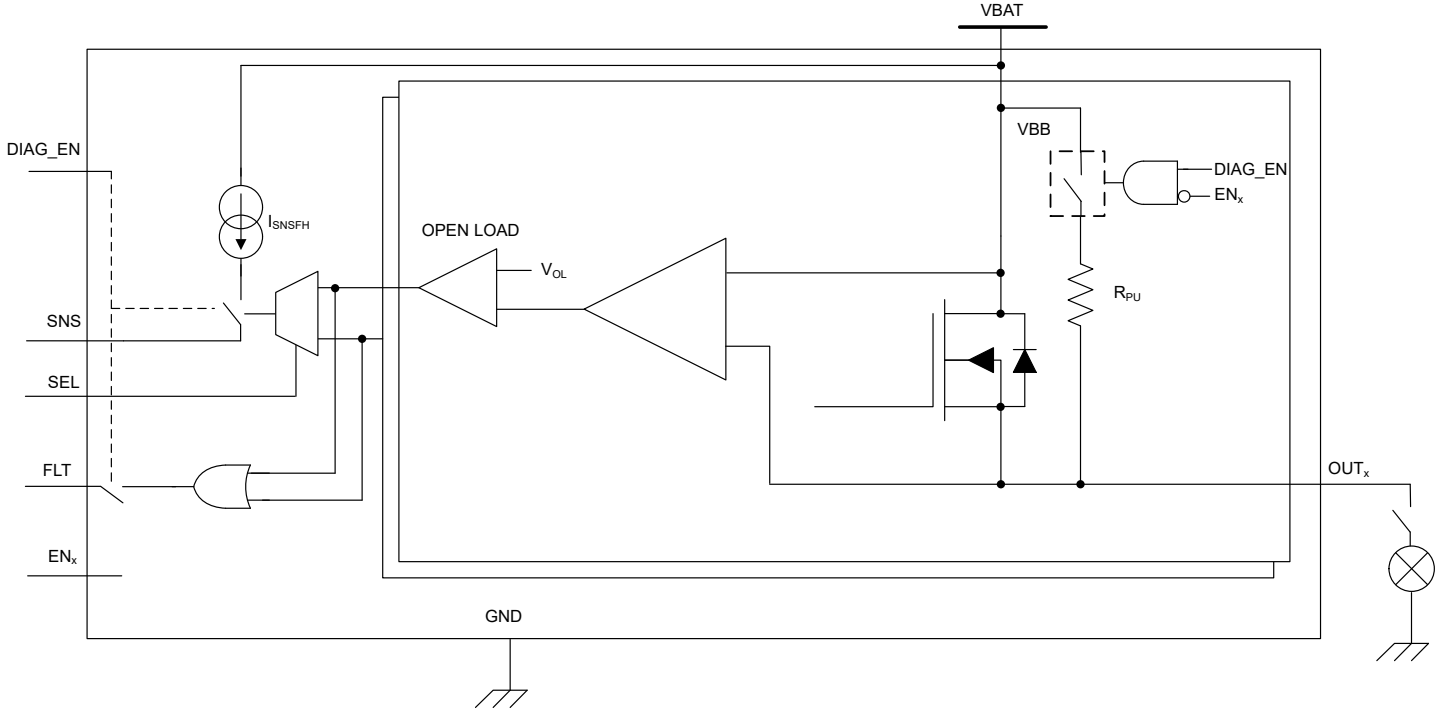 VBAT
VBB
DIAG_EN
DIAG_EN
ENx
ISNSFH
OPEN LOAD
VOL
RPU
SNS
SEL
FLT
OUTx
ENx
GND